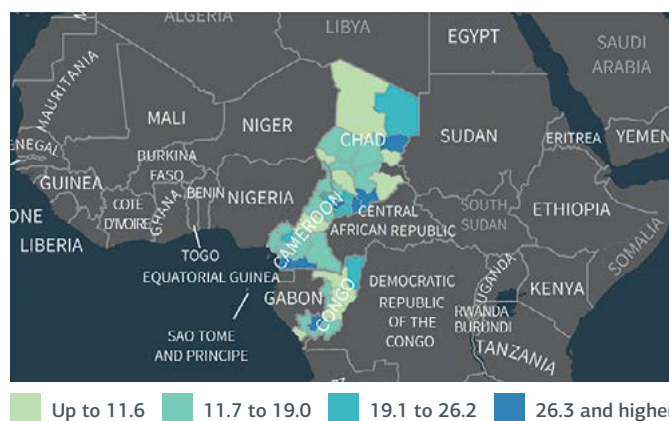 ALGERIA
LIBYA
EGYPT
SAUDI
ARABIA
MAURITANIA
MALI
NIGER
CHAD
SUDAN
ERITREA
YEMEN
ENEGAL
BURKINA
FASO
GUINEA
COTE
D'IVOIRE
GHANA
BENIN
NIGERIA
CAMEROON
CENTRAL
AFRICAN REPUBLIC
SOUTH
SUDAN
ETHIOPIA
SOMALIA
ONE
LIBERIA
TOGO
EQUATORIAL GUINEA
GABON
CONGO
DEMOCRATIC
REPUBLIC
OF THE
CONGO
UGANDA
KENYA
RWANDA
BURUNDI
TANZANIA
SAO TOME
AND PRINCIPE
Up to 11.6
11.7 to 19.0
19.1 to 26.2
26.3 and higher